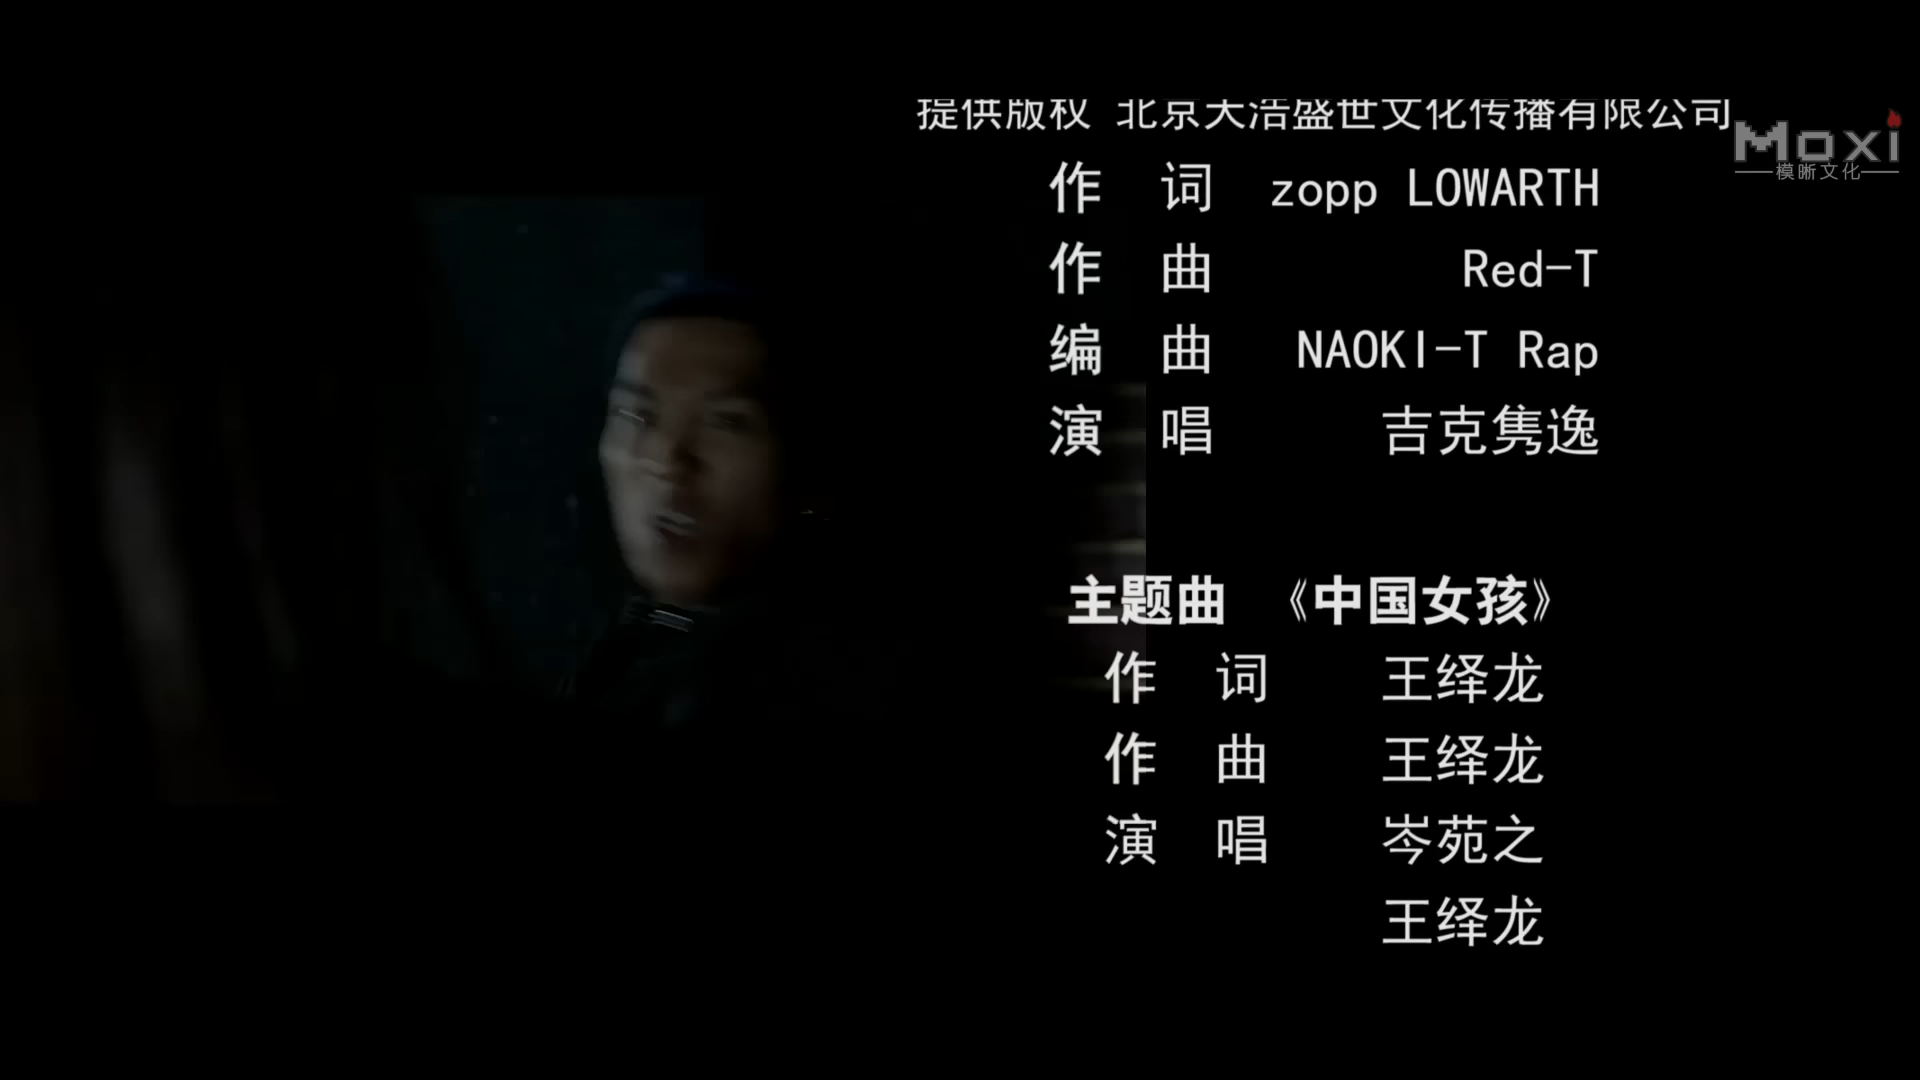 提供版权 北京天浩盛世文化传播有限公司
Moxi
模晰文化
作 词 zopp LOWARTH
作 曲 Red-T
编 曲 NAOKI-T Rap
演 唱 吉克隽逸
主题曲 《中国女孩》
作 词 王绎龙
作 曲 王绎龙
演 唱 岑苑之
王绎龙